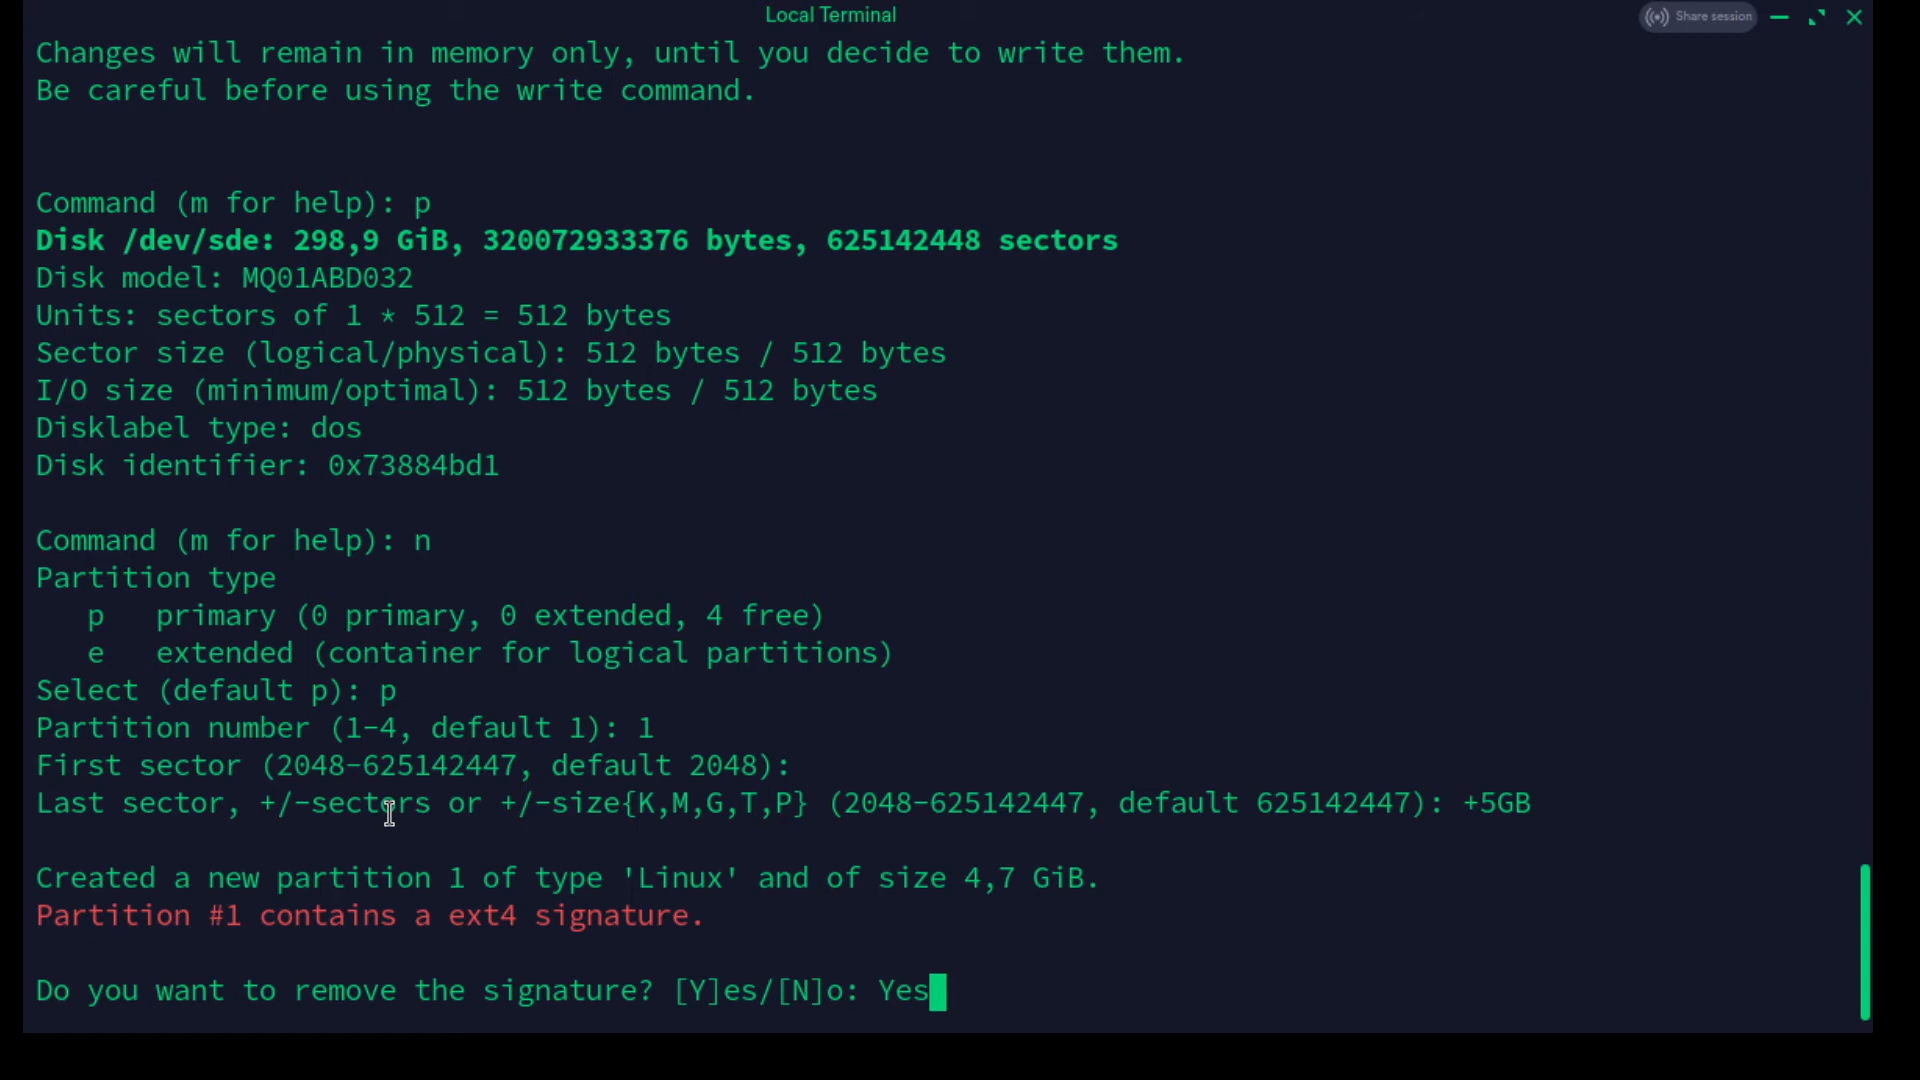 Local Terminal
Share session
Changes will remain in memory only, until you decide to write them.
Be careful before using the write command.
Command (m for help): p
Disk /dev/sde: 298,9 GiB, 320072933376 bytes, 625142448 sectors
Disk model: MQ01ABD032
Units: sectors of 1 * 512 = 512 bytes
Sector size (logical/physical): 512 bytes / 512 bytes
I/O size (minimum/optimal): 512 bytes / 512 bytes
Disklabel type: dos
Disk identifier: 0x73884bd1
Command (m for help): n
Partition type
   p   primary (0 primary, 0 extended, 4 free)
   e   extended (container for logical partitions)
Select (default p): p
Partition number (1-4, default 1): 1
First sector (2048-625142447, default 2048):
Last sector, +/-sectors or +/-size{K,M,G,T,P} (2048-625142447, default 625142447): +5GB
Created a new partition 1 of type 'Linux' and of size 4,7 GiB.
Partition #1 contains a ext4 signature.
Do you want to remove the signature? [Y]es/[N]o: Yes